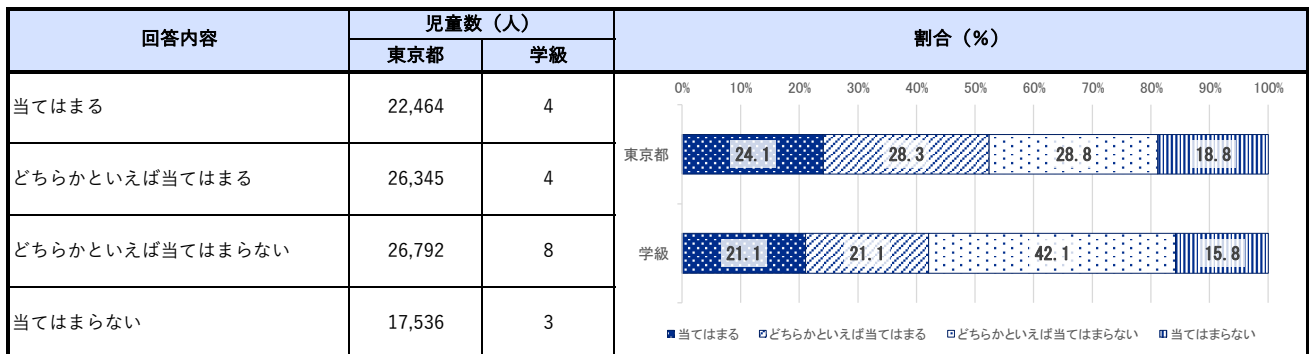 回答内容 児童数（人） 割合（％）
東京都 学級
当てはまる 22,464 4
どちらかといえば当てはまる 26,345 4
どちらかといえば当てはまらない 26,792 8
当てはまらない 17,536 3
0% 10% 20% 30% 40% 50% 60% 70% 80% 90% 100%
東京都 24.1 28.3 28.8 18.8
学級 21.1 21.1 42.1 15.8
当てはまる どちらかといえば当てはまる どちらかといえば当てはまらない 当てはまらない